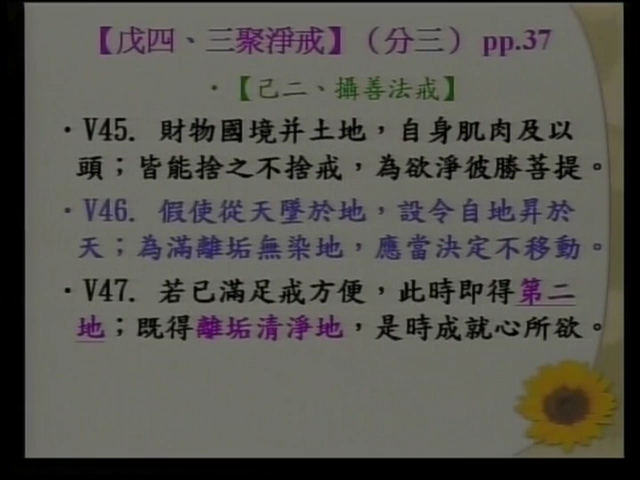 【戊四、三聚淨戒】（分三） pp.37
·【己二、攝善法戒】
·V45. 財物國境并土地，自身肌肉及以
頭；皆能捨之不捨戒，為欲淨彼勝菩提。
·V46. 假使從天墜於地，設令自地昇於
天；為滿離垢無染地，應當決定不移動。
·V47. 若已滿足戒方便，此時即得第二
地；既得離垢清淨地，是時成就心所欲。